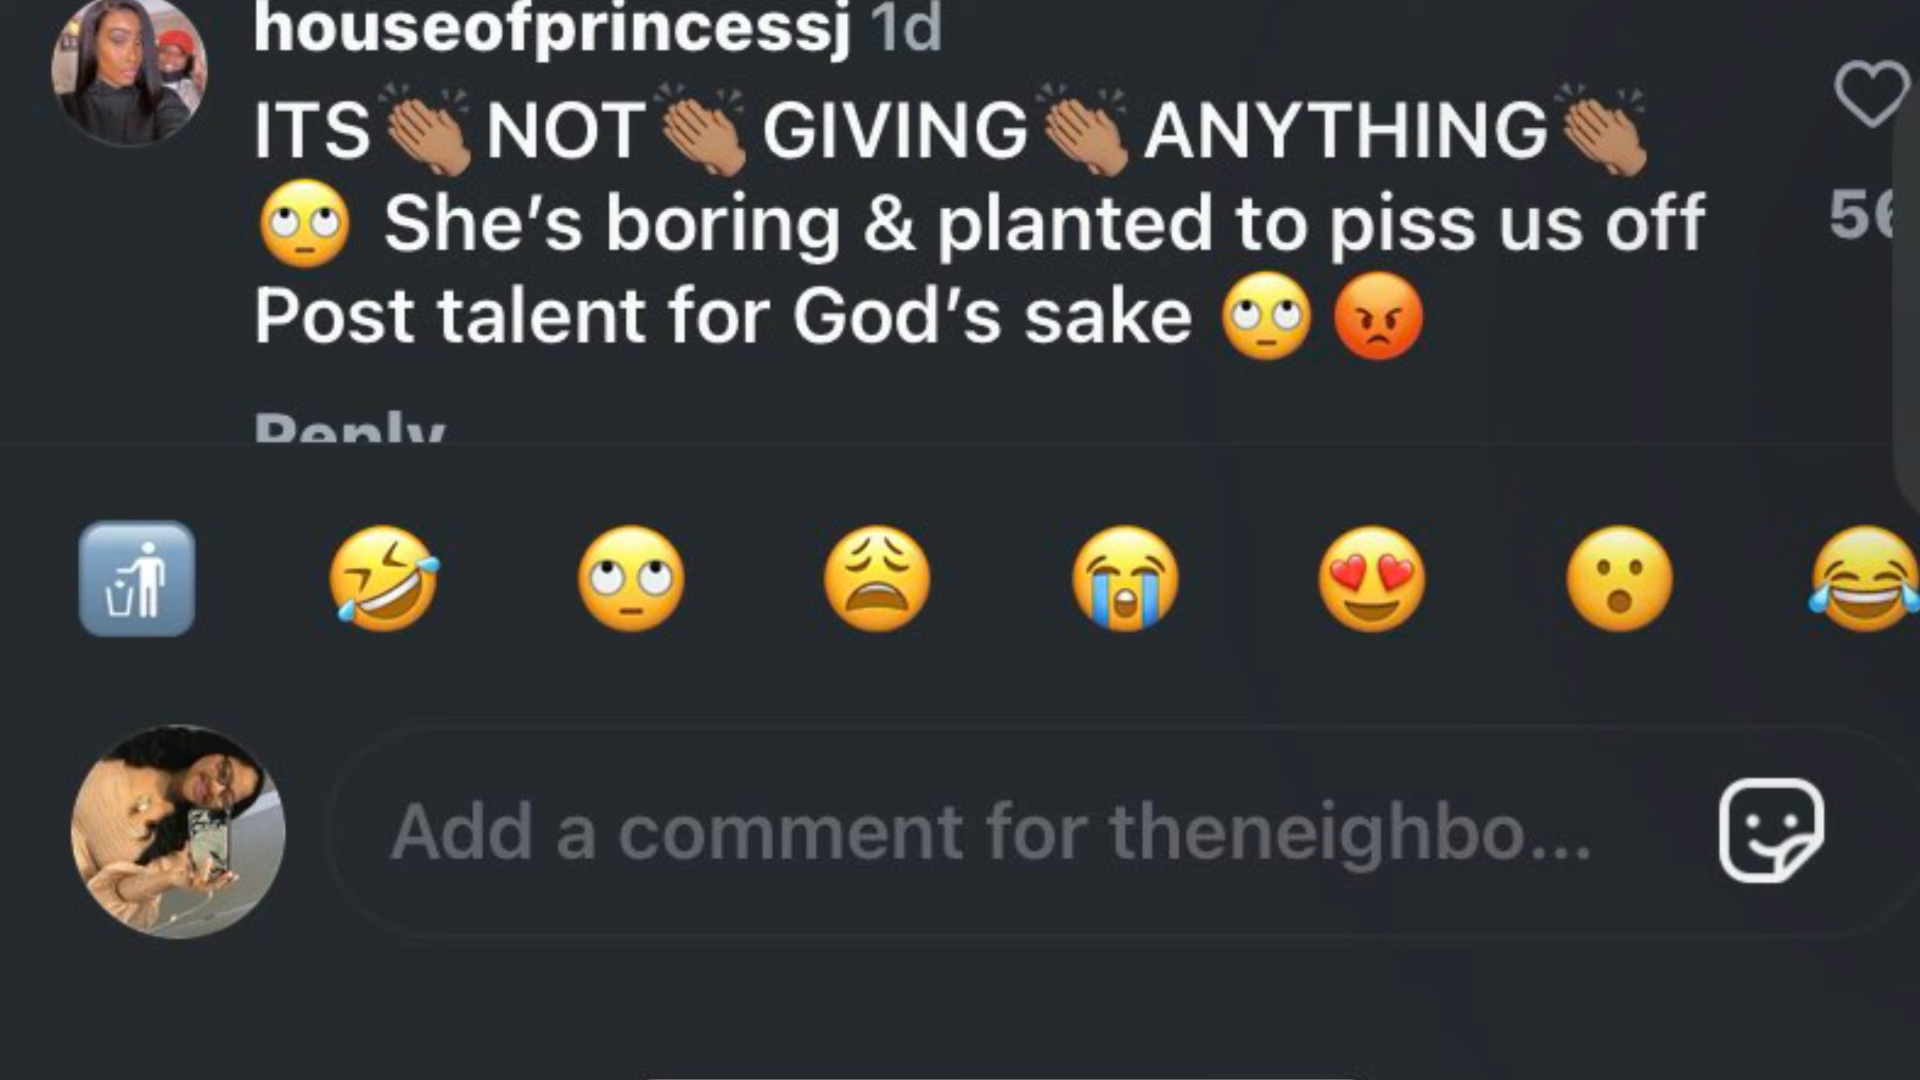 houseofprincessj 1d
ITS👏🏽NOT👏🏽GIVING👏🏽ANYTHING👏🏽
🙄 She’s boring & planted to piss us off
Post talent for God’s sake 🙄😡
Reply
Add a comment for theneighbo...